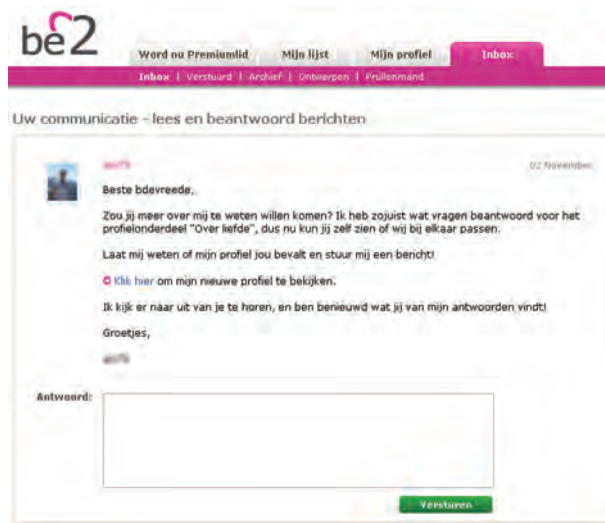 be2
Word nu Premiumlid Mijn lijst Mijn profiel Inbox
Inbox | Verstuurd | Archief | Ontwerpen | Prullenmand
Uw communicatie - lees en beantwoord berichten
02 November
Beste bdevreede,
Zou jij meer over mij te weten willen komen? Ik heb zojuist wat vragen beantwoord voor het
profielonderdeel "Over liefde", dus nu kun jij zelf zien of wij bij elkaar passen.
Laat mij weten of mijn profiel jou bevalt en stuur mij een bericht!
Klik hier om mijn nieuwe profiel te bekijken.
Ik kijk er naar uit van je te horen, en ben benieuwd wat jij van mijn antwoorden vindt!
Groetjes,
Antwoord:
Versturen